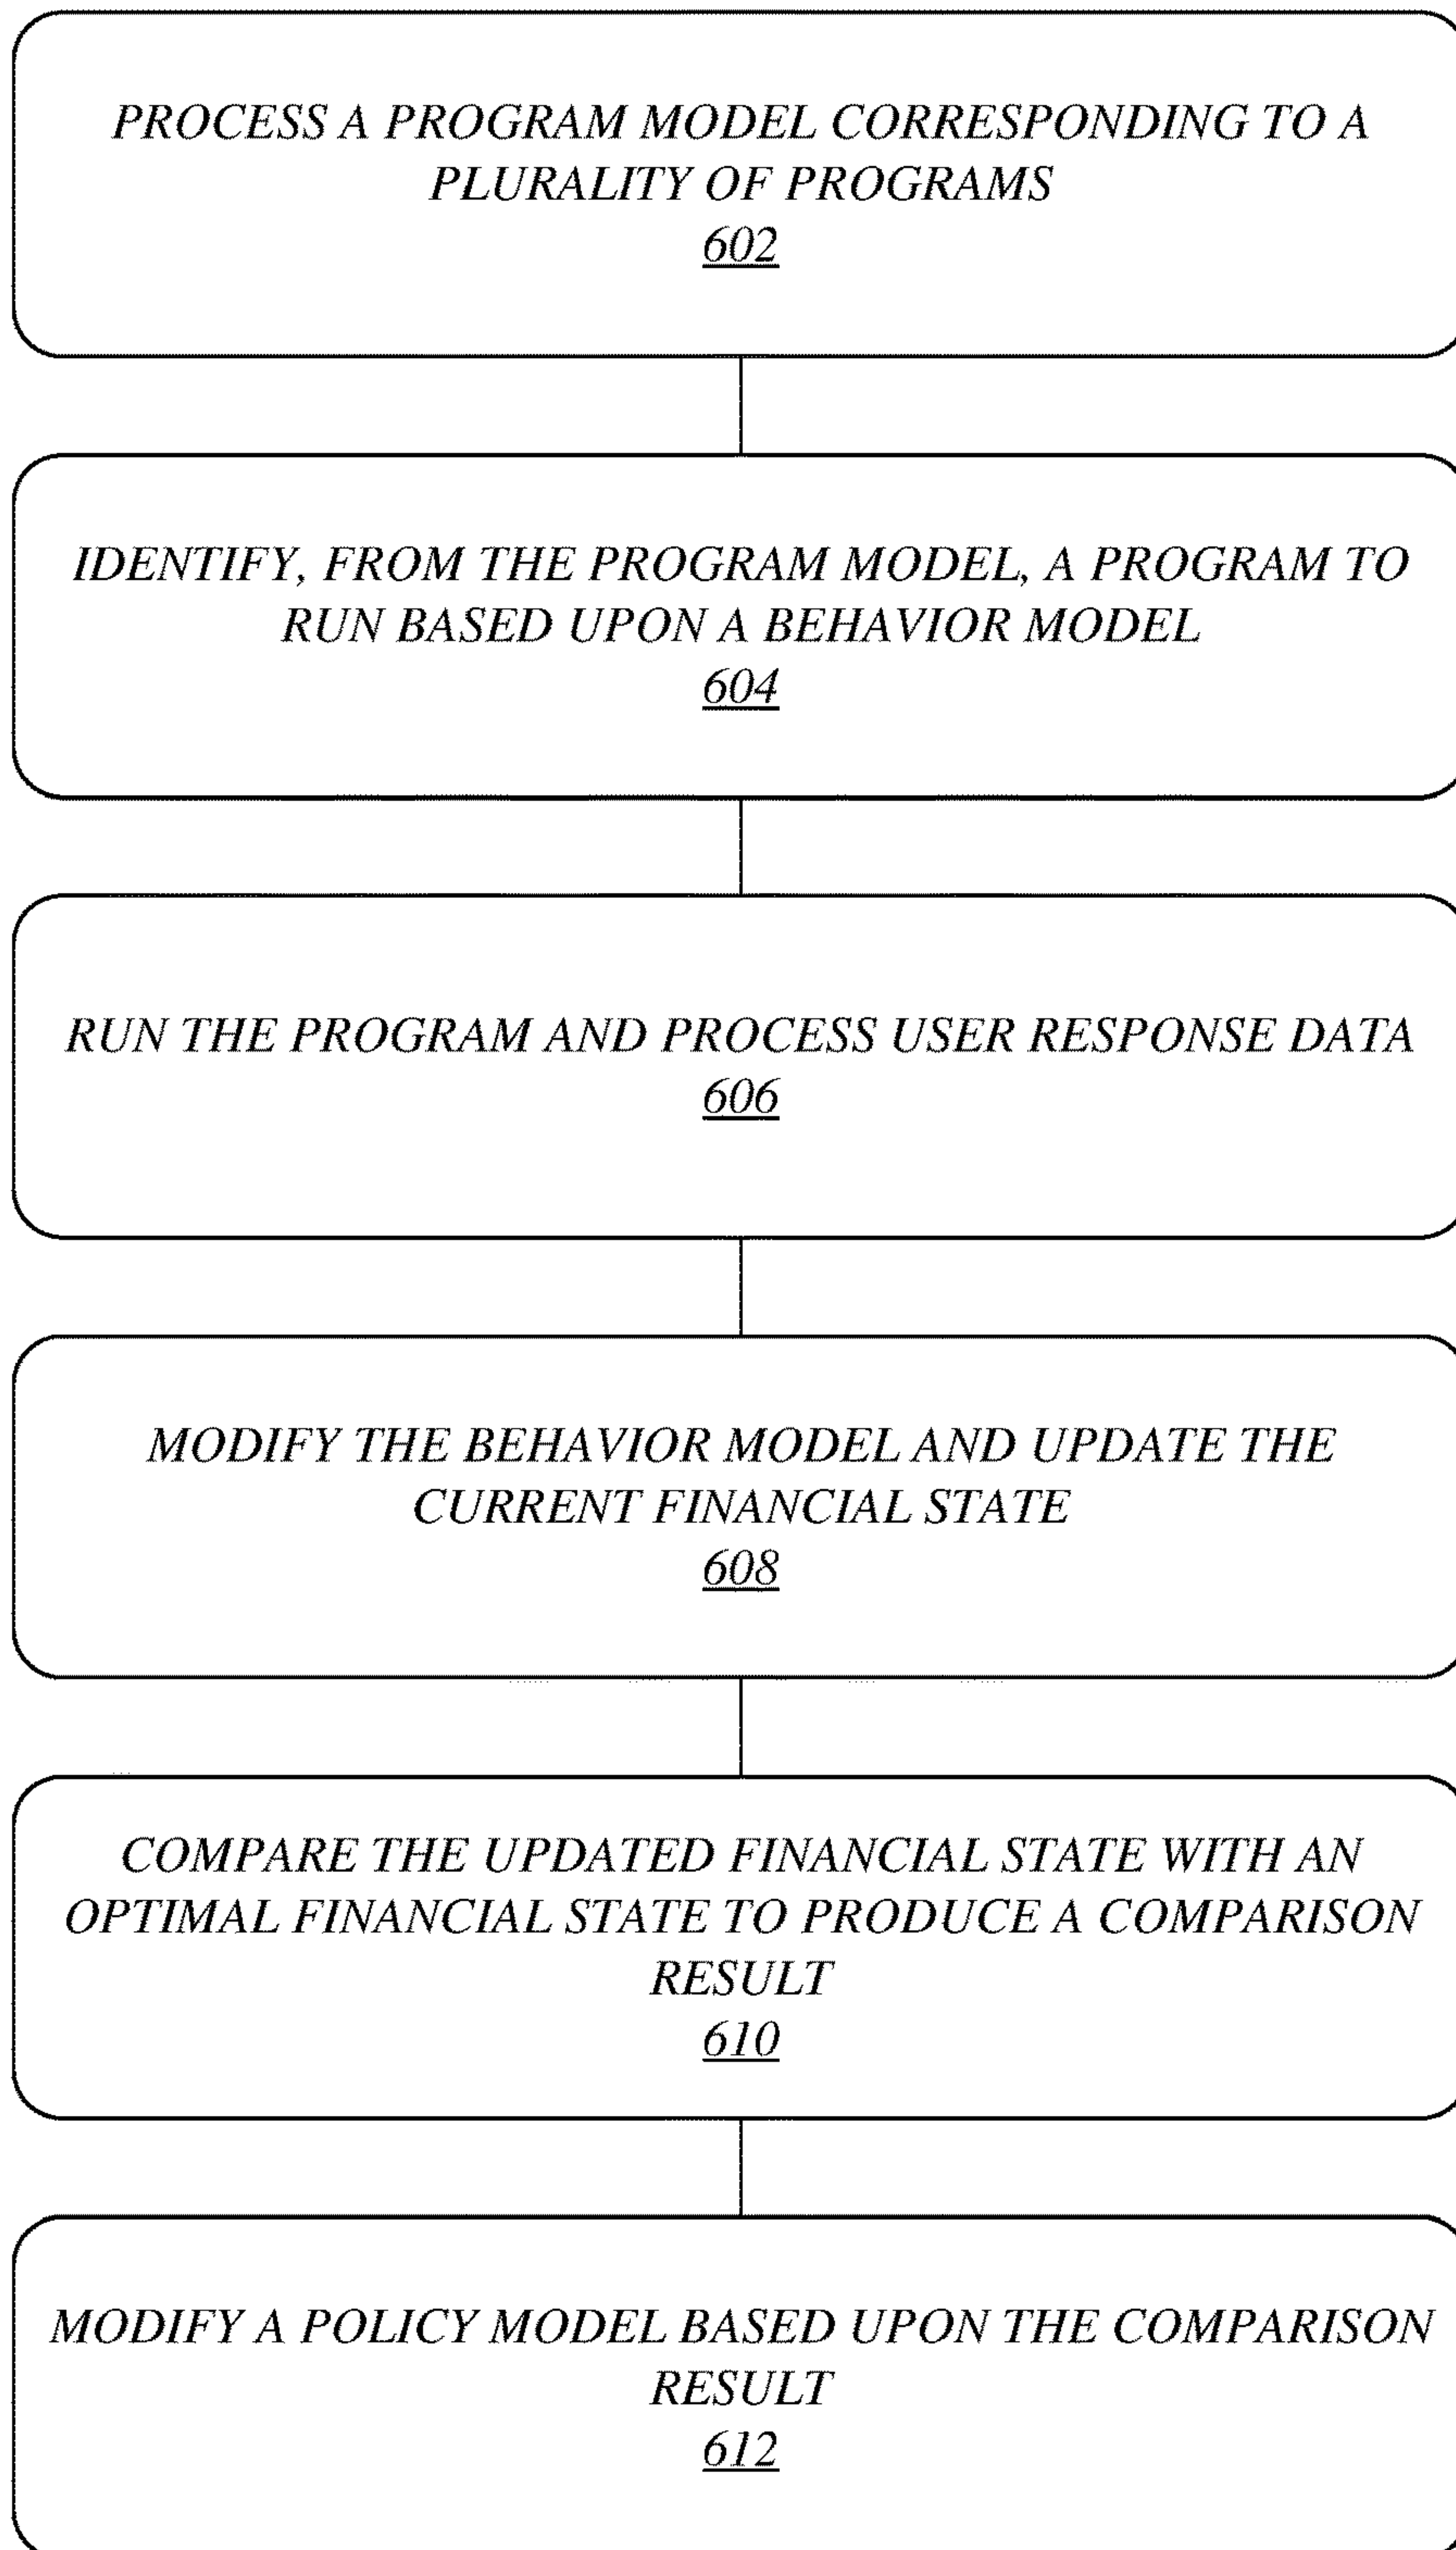 PROCESS A PROGRAM MODEL CORRESPONDING TO A
PLURALITY OF PROGRAMS
602
IDENTIFY, FROM THE PROGRAM MODEL, A PROGRAM TO
RUN BASED UPON A BEHAVIOR MODEL
604
RUN THE PROGRAM AND PROCESS USER RESPONSE DATA
606
MODIFY THE BEHAVIOR MODEL AND UPDATE THE
CURRENT FINANCIAL STATE
608
COMPARE THE UPDATED FINANCIAL STATE WITH AN
OPTIMAL FINANCIAL STATE TO PRODUCE A COMPARISON
RESULT
610
MODIFY A POLICY MODEL BASED UPON THE COMPARISON
RESULT
612